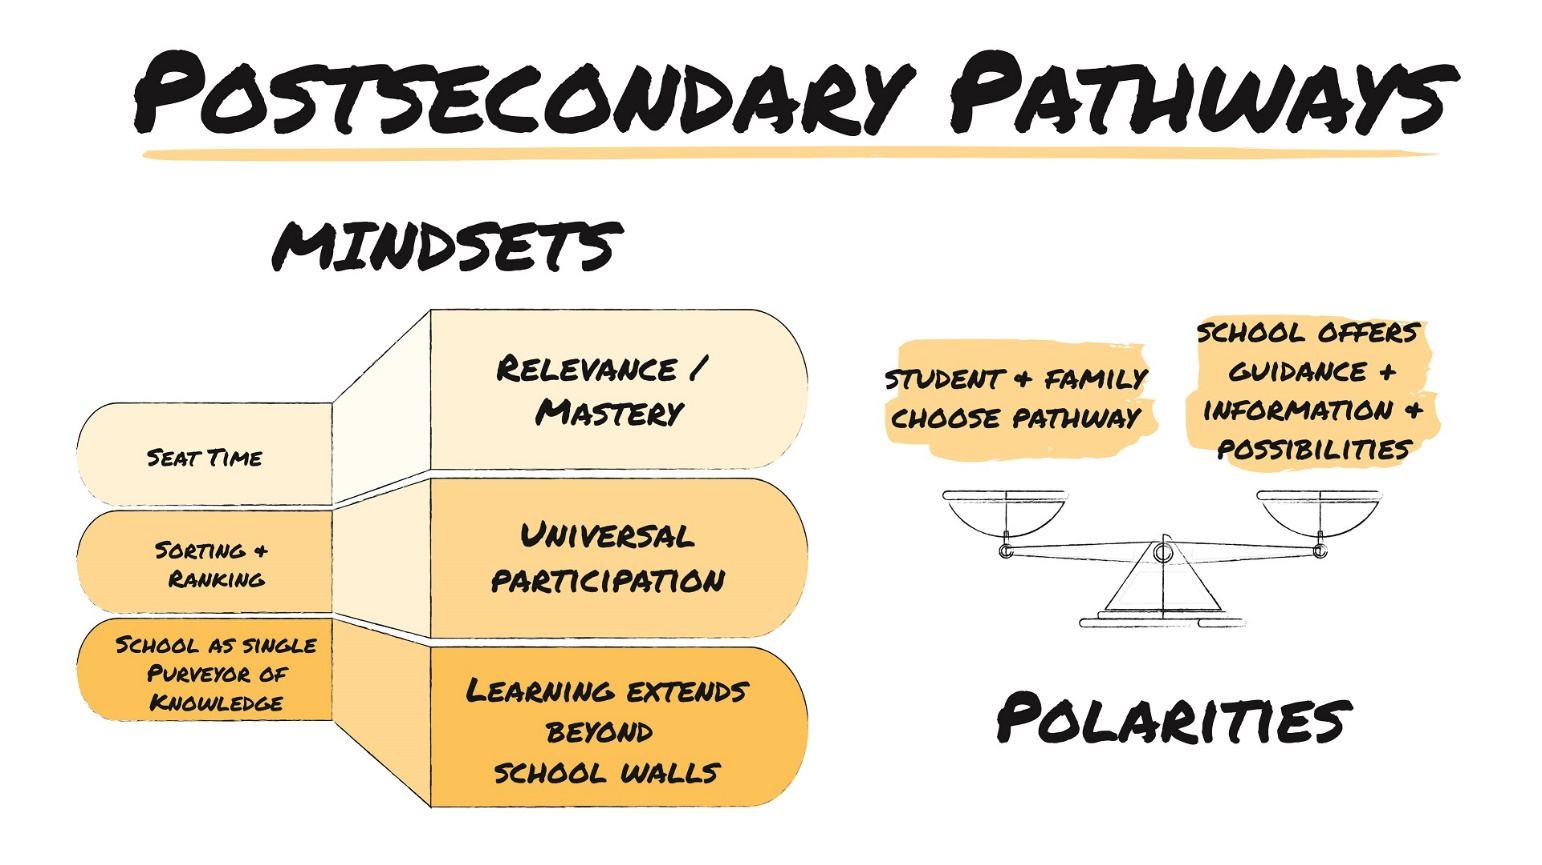 Postsecondary Pathways
Mindsets
Relevance /
Mastery
Seat Time
Universal
participation
Sorting +
Ranking
Learning extends
beyond
school walls
School as single
Purveyor of
Knowledge
student + family
choose pathway
school offers
guidance +
information +
possibilities
Polarities